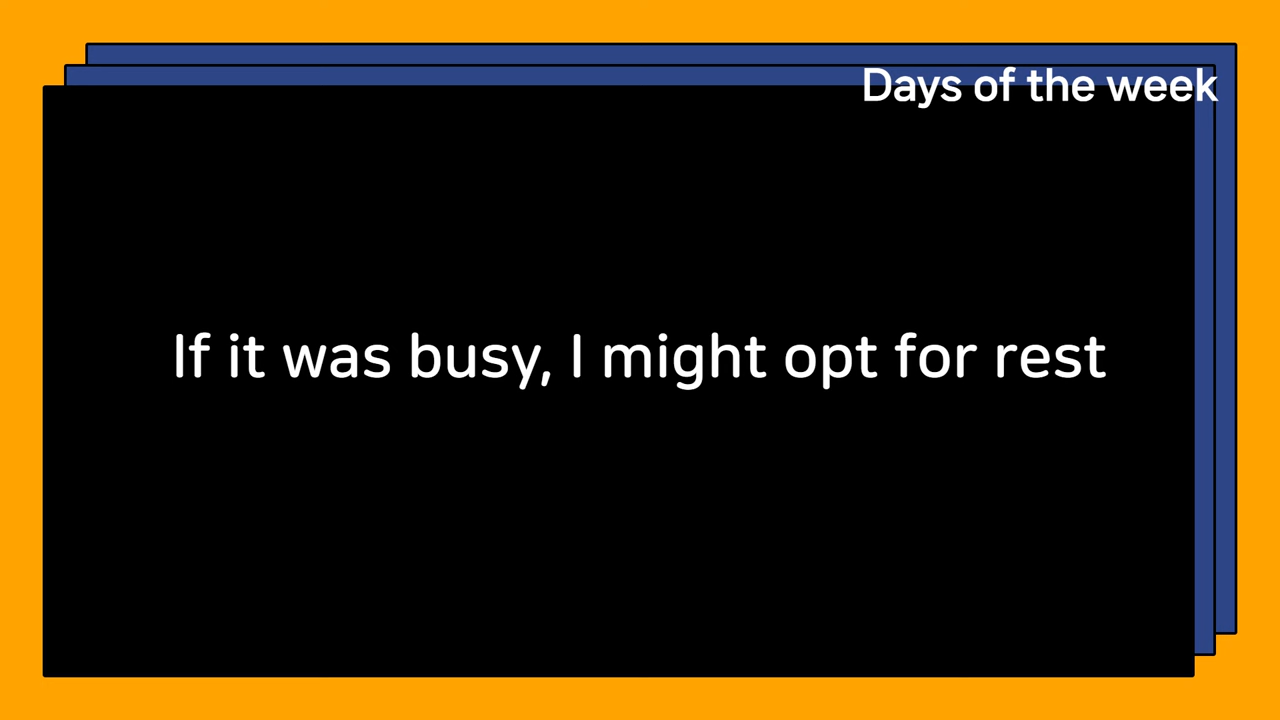 Days of the week
If it was busy, I might opt for rest